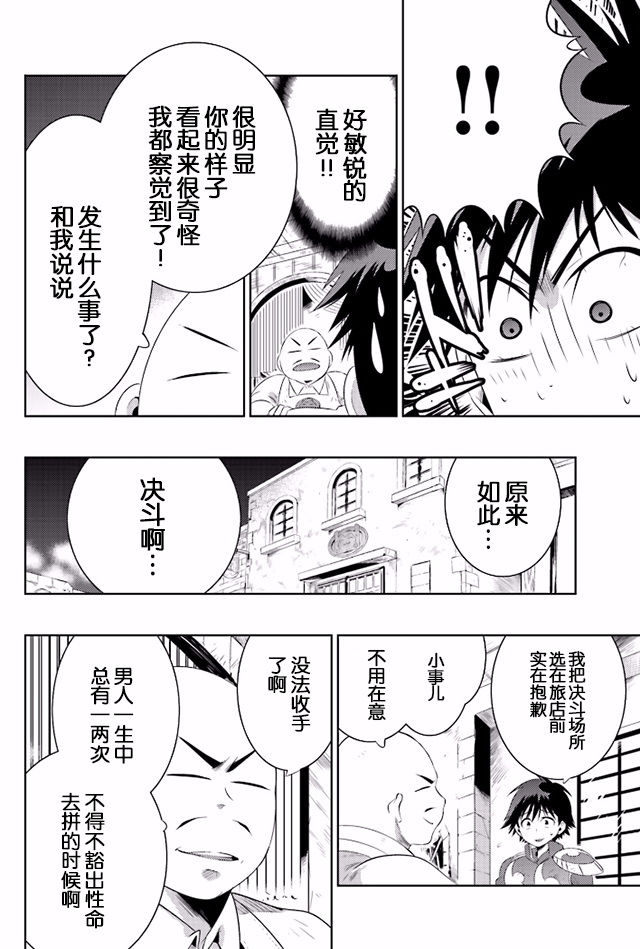 !!
好敏锐的
直觉!!
很明显
你的样子
看起来很奇怪
我都察觉到了!
发生什么事了?
和我说说
原来
如此…
决斗啊…
我把决斗场所
选在旅店前
实在抱歉
小事儿
不用在意
没法收手
了啊
男人一生中
总有一两次
不得不豁出性命
去拼的时候啊